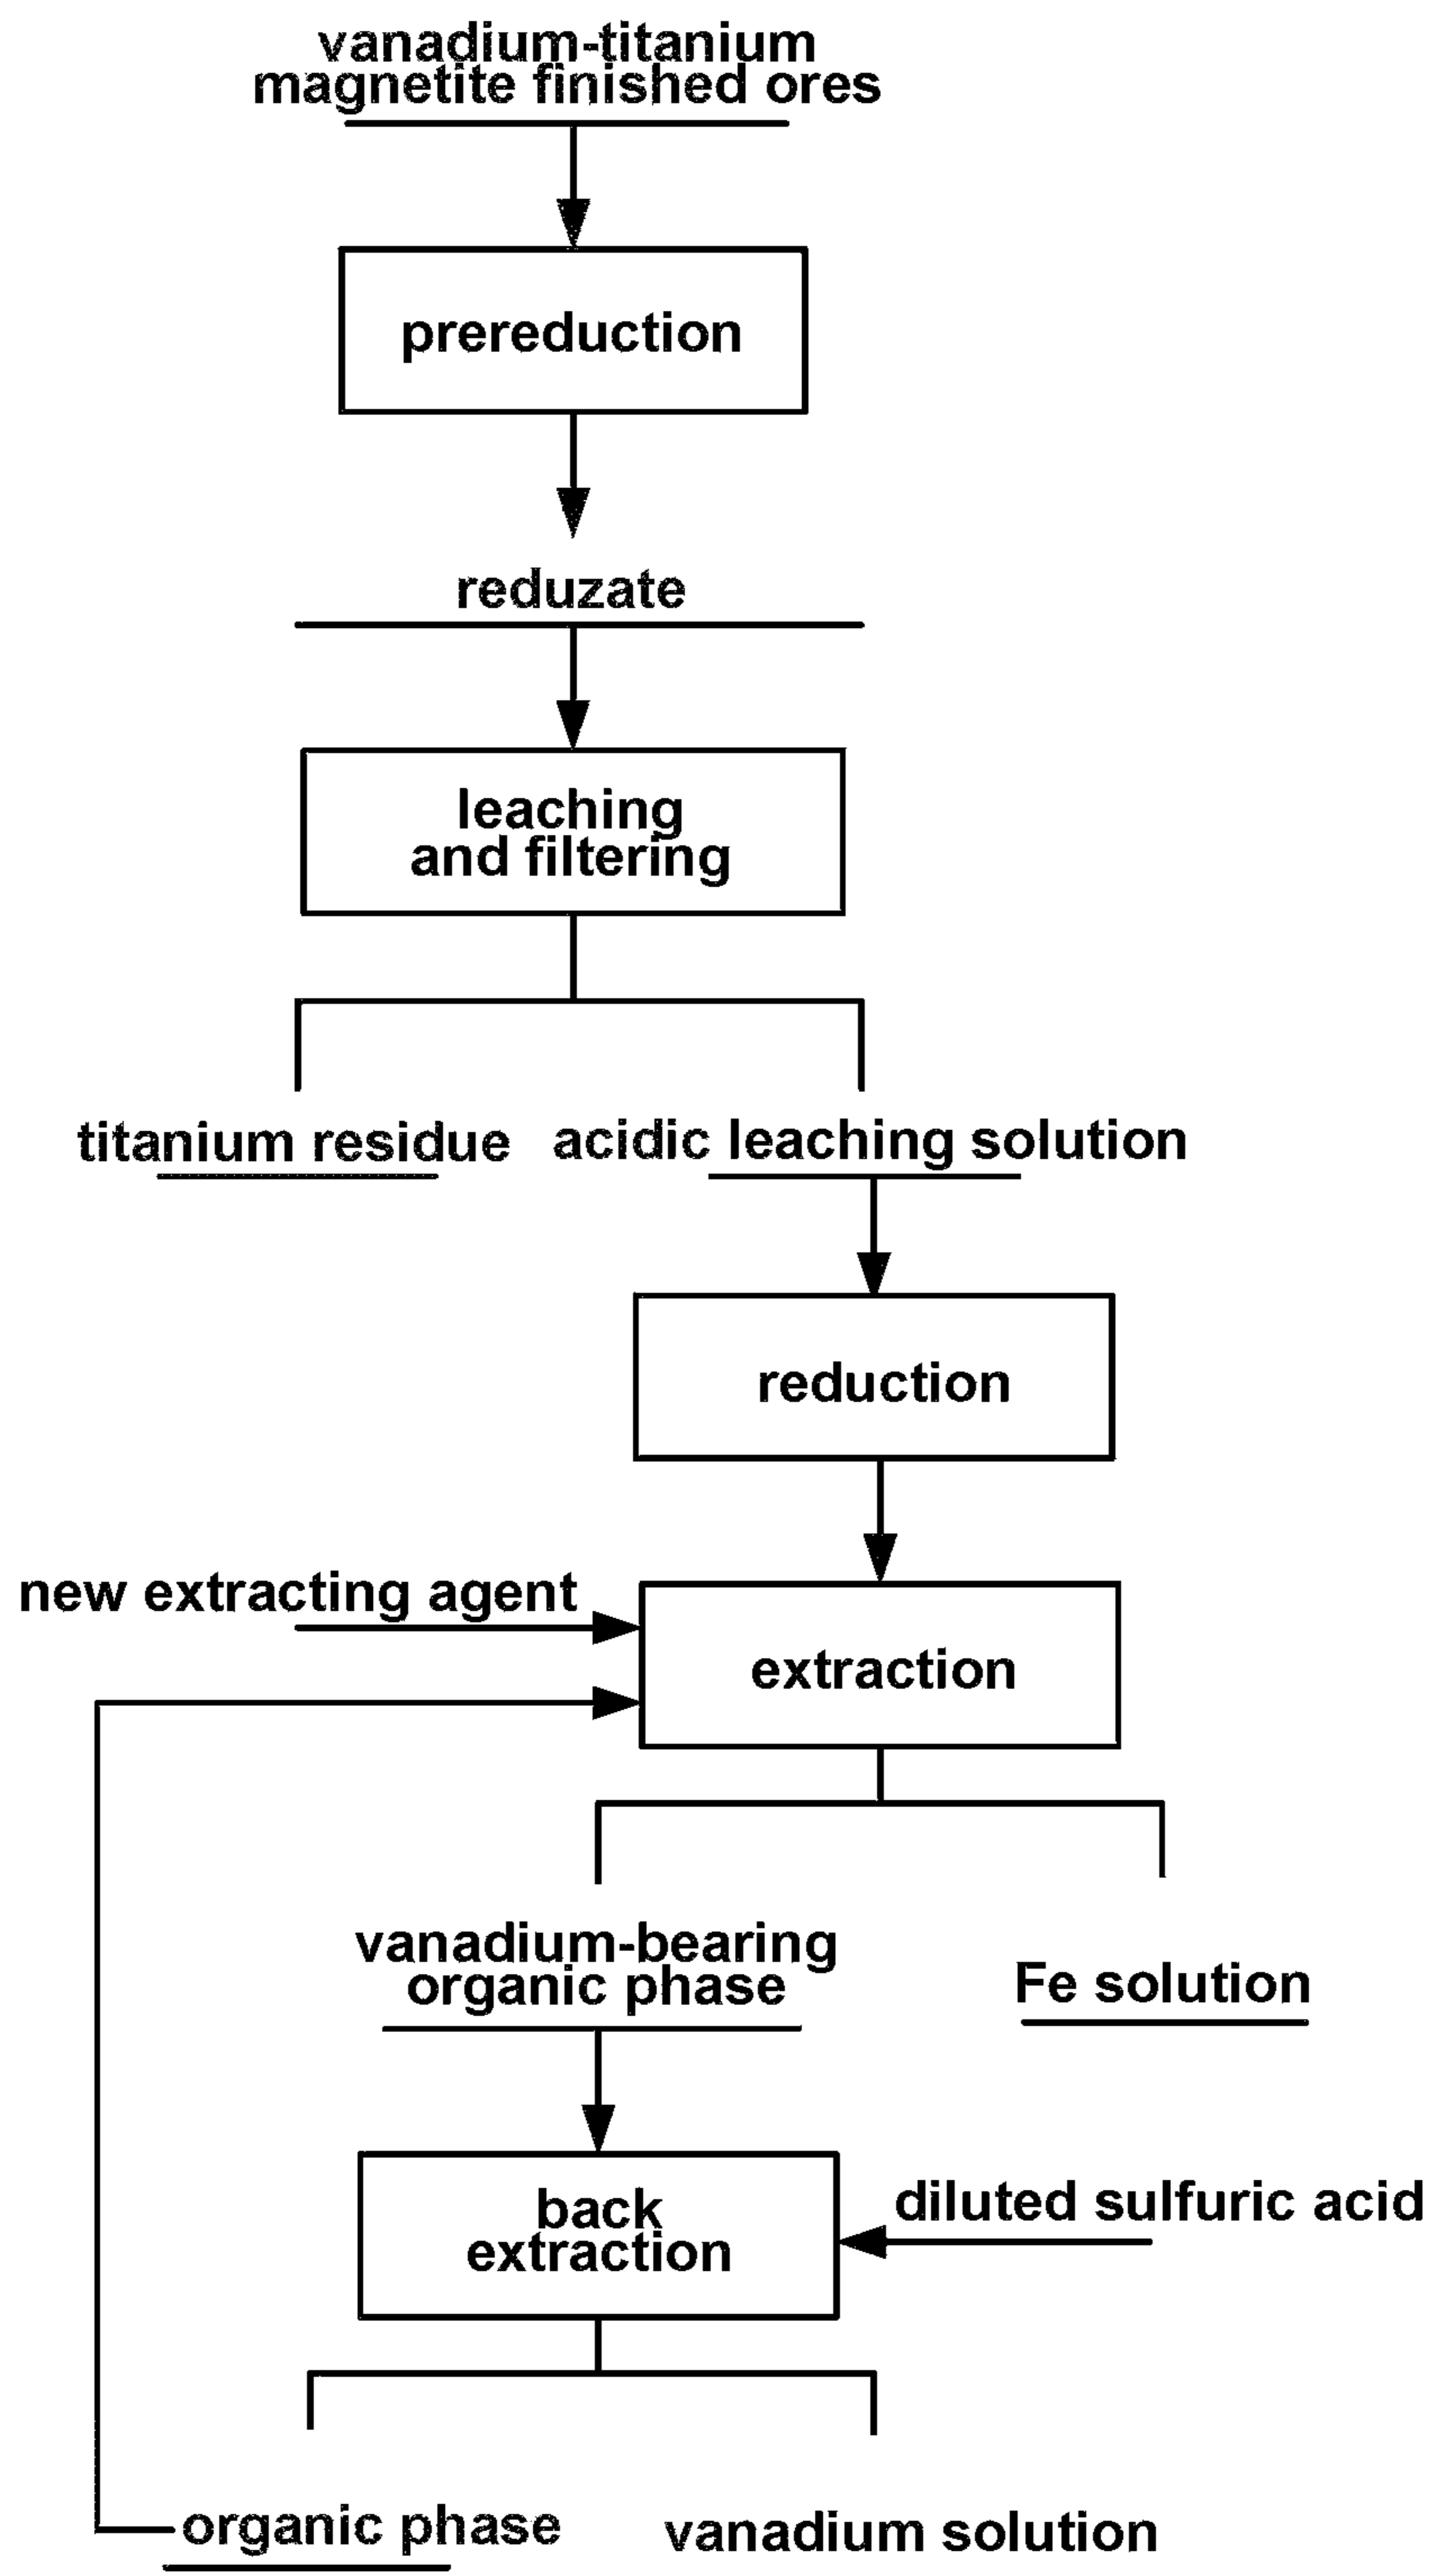 vanadium-titanium
magnetite finished ores
prereduction
reduzate
leaching
and filtering
titanium residue
acidic leaching solution
reduction
new extracting agent
extraction
vanadium-bearing
organic phase
Fe solution
back
extraction
diluted sulfuric acid
organic phase
vanadium solution